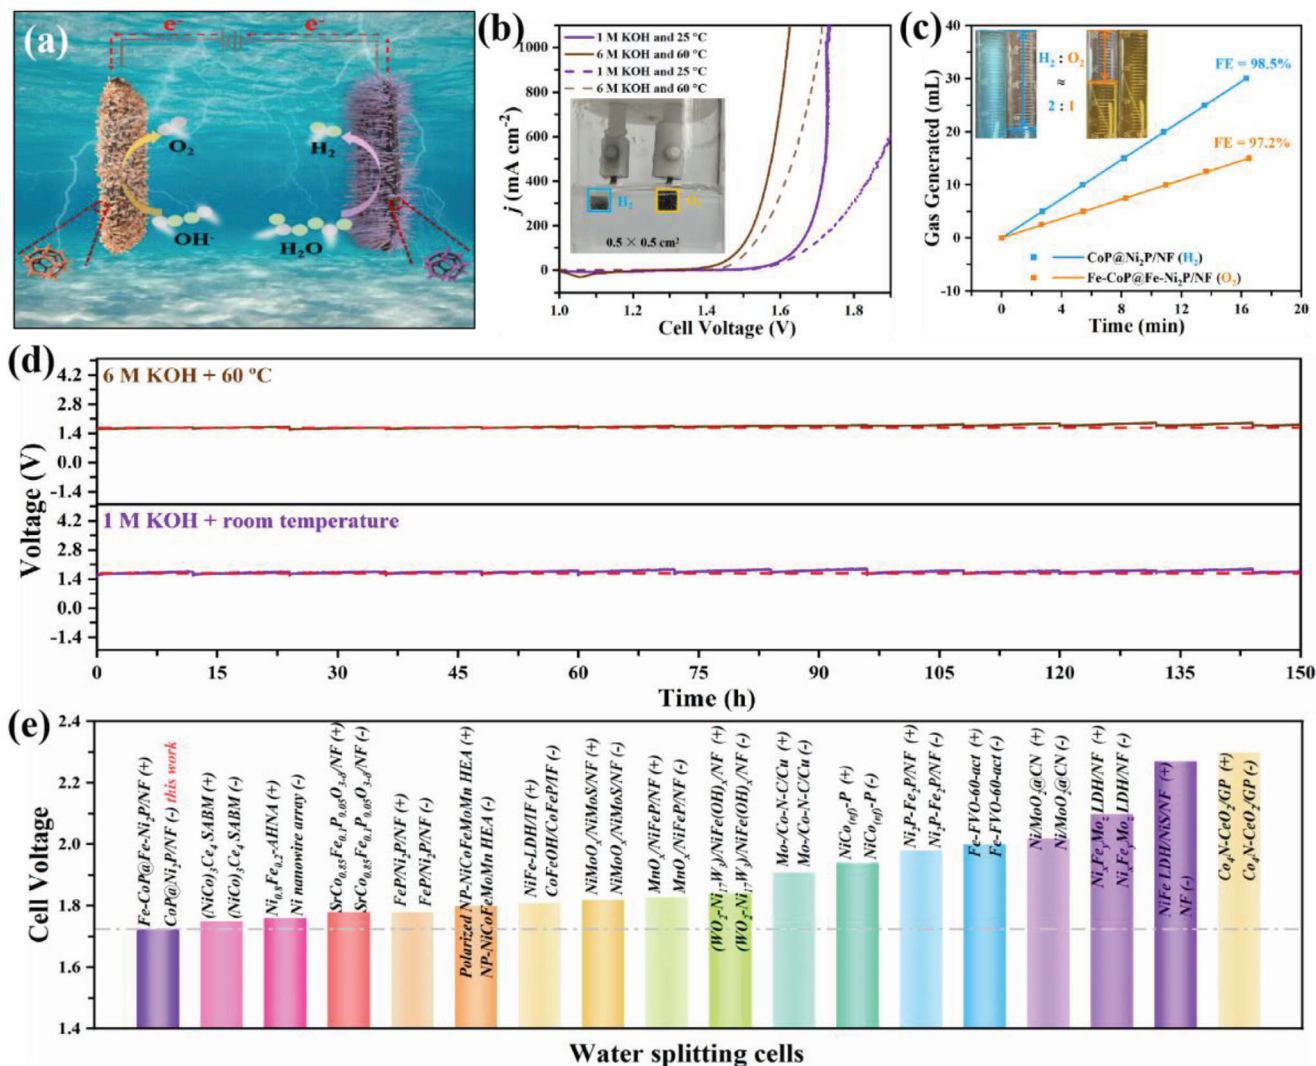 (a)
e⁻ e⁻
O₂
H₂
OH⁻
H₂O
(b)
1 M KOH and 25 °C
6 M KOH and 60 °C
1 M KOH and 25 °C
6 M KOH and 60 °C
1000
800
600
400
200
0
j (mA cm⁻²)
H₂ O₂
0.5 × 0.5 cm²
1.0 1.2 1.4 1.6 1.8
Cell Voltage (V)
(c)
40
30
20
10
0
-10
Gas Generated (mL)
H₂ : O₂
≈
2 : 1
FE = 98.5%
FE = 97.2%
CoP@Ni₂P/NF (H₂)
Fe-CoP@Fe-Ni₂P/NF (O₂)
0 4 8 12 16 20
Time (min)
(d)
6 M KOH + 60 °C
4.2
2.8
1.4
0.0
-1.4
1 M KOH + room temperature
4.2
2.8
1.4
0.0
-1.4
Voltage (V)
0 15 30 45 60 75 90 105 120 135 150
Time (h)
(e)
2.4
2.2
2.0
1.8
1.6
1.4
Cell Voltage
Fe-CoP@Fe-Ni₂P/NF (+)
CoP@Ni₂P/NF (-) this work
(NiCo)₃Ce₄-SABM (+)
(NiCo)₃Ce₄-SABM (-)
Ni₀.₈Fe₀.₂-AHNA (+)
Ni nanowire array (-)
SrCo₀.₈₅Fe₀.₁P₀.₀₅O₃₋δ/NF (+)
SrCo₀.₈₅Fe₀.₁P₀.₀₅O₃₋δ/NF (-)
FeP/Ni₂P/NF (+)
FeP/Ni₂P/NF (-)
Polarized NP-NiCoFeMoMn HEA (+)
NP-NiCoFeMoMn HEA (-)
NiFe-LDH/IF (+)
CoFeOH/CoFeP/IF (-)
NiMoOₓ/NiMoS/NF (+)
NiMoOₓ/NiMoS/NF (-)
MnOₓ/NiFeP/NF (+)
MnOₓ/NiFeP/NF (-)
(WO₂-Ni₁₇W₃)/NiFe(OH)ₓ/NF (+)
(WO₂-Ni₁₇W₃)/NiFe(OH)ₓ/NF (-)
Mo/Co-N-C/Cu (+)
Mo/Co-N-C/Cu (-)
NiCo₍ₙf₎-P (+)
NiCo₍ₙf₎-P (-)
Ni₂P-Fe₂P/NF (+)
Ni₂P-Fe₂P/NF (-)
Fe-FVO-60-act (+)
Fe-FVO-60-act (-)
Ni/MoO₂@CN (+)
Ni/MoO₂@CN (-)
NiₓFeᵧMo₂LDH/NF (+)
NiₓFeᵧMo₂LDH/NF (-)
NiFe LDH/NiS/NF (+)
NF (-)
Co₄N-CeO₂/GP (+)
Co₄N-CeO₂/GP (-)
Water splitting cells